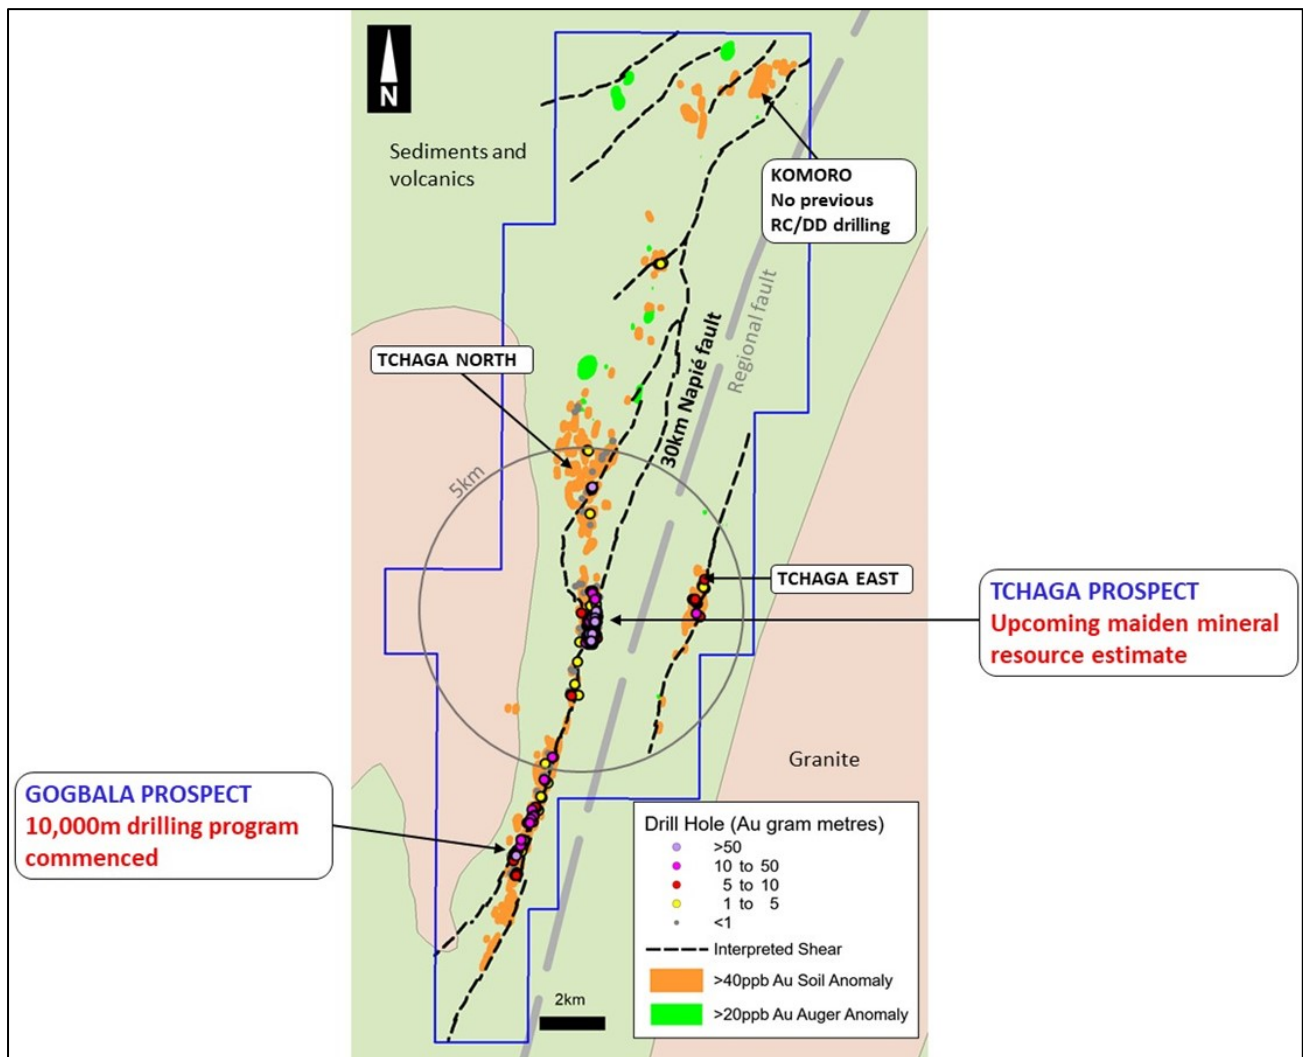 N
Sediments and
volcanics
KOMORO
No previous
RC/DD drilling
TCHAGA NORTH
30km Napié fault
Regional fault
5km
TCHAGA EAST
TCHAGA PROSPECT
Upcoming maiden mineral
resource estimate
Granite
GOGBALA PROSPECT
10,000m drilling program
commenced
Drill Hole (Au gram metres)
>50
10 to 50
5 to 10
1 to 5
<1
Interpreted Shear
>40ppb Au Soil Anomaly
>20ppb Au Auger Anomaly
2km